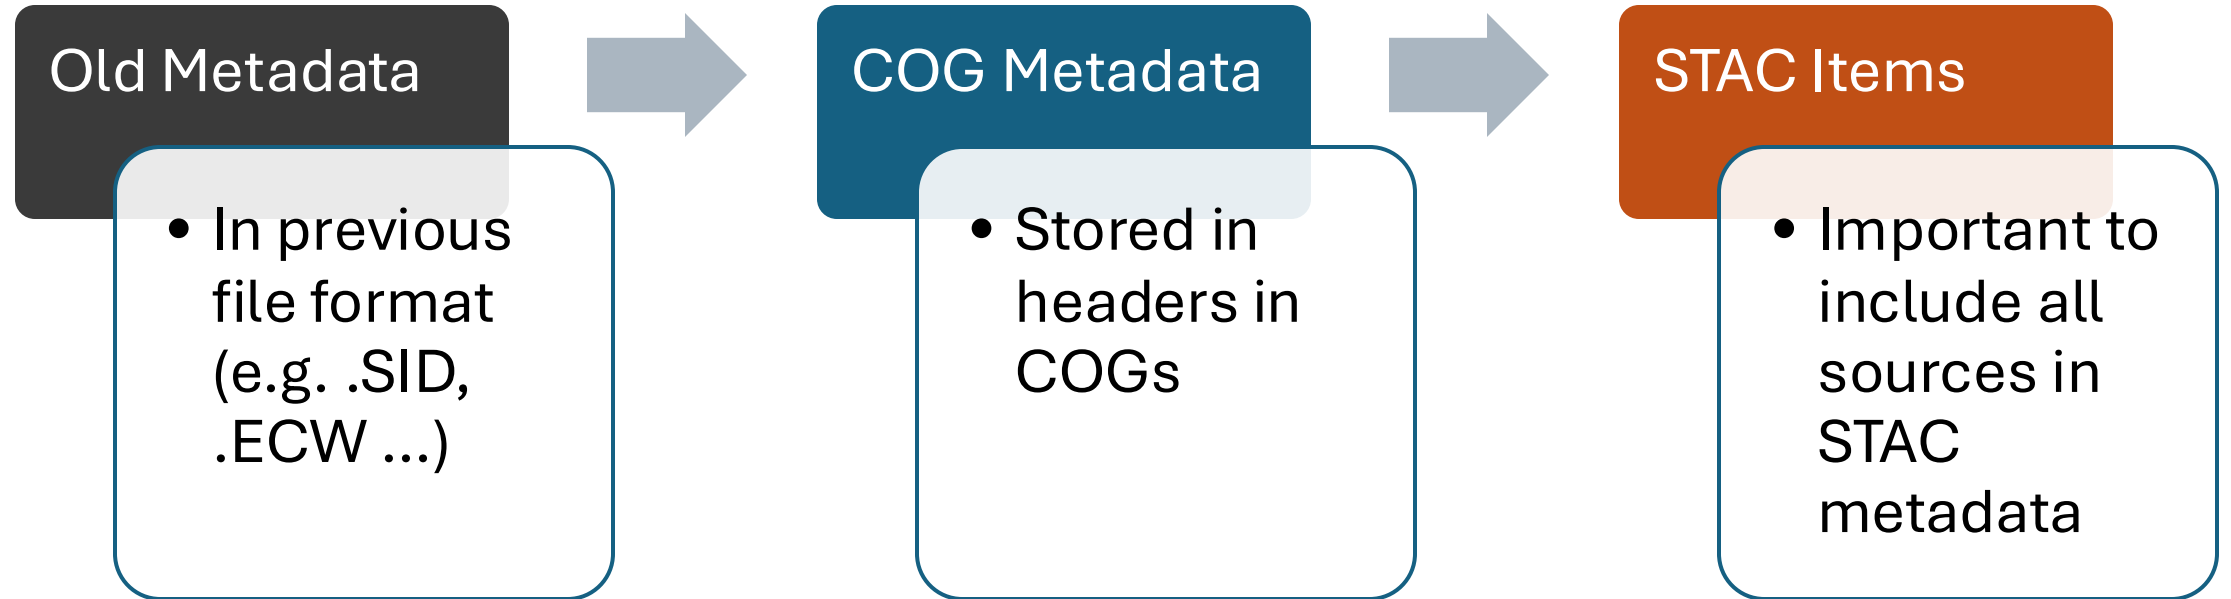 Old Metadata
• In previous
file format
(e.g. .SID,
.ECW ...)
COG Metadata
• Stored in
headers in
COGs
STAC Items
• Important to
include all
sources in
STAC
metadata